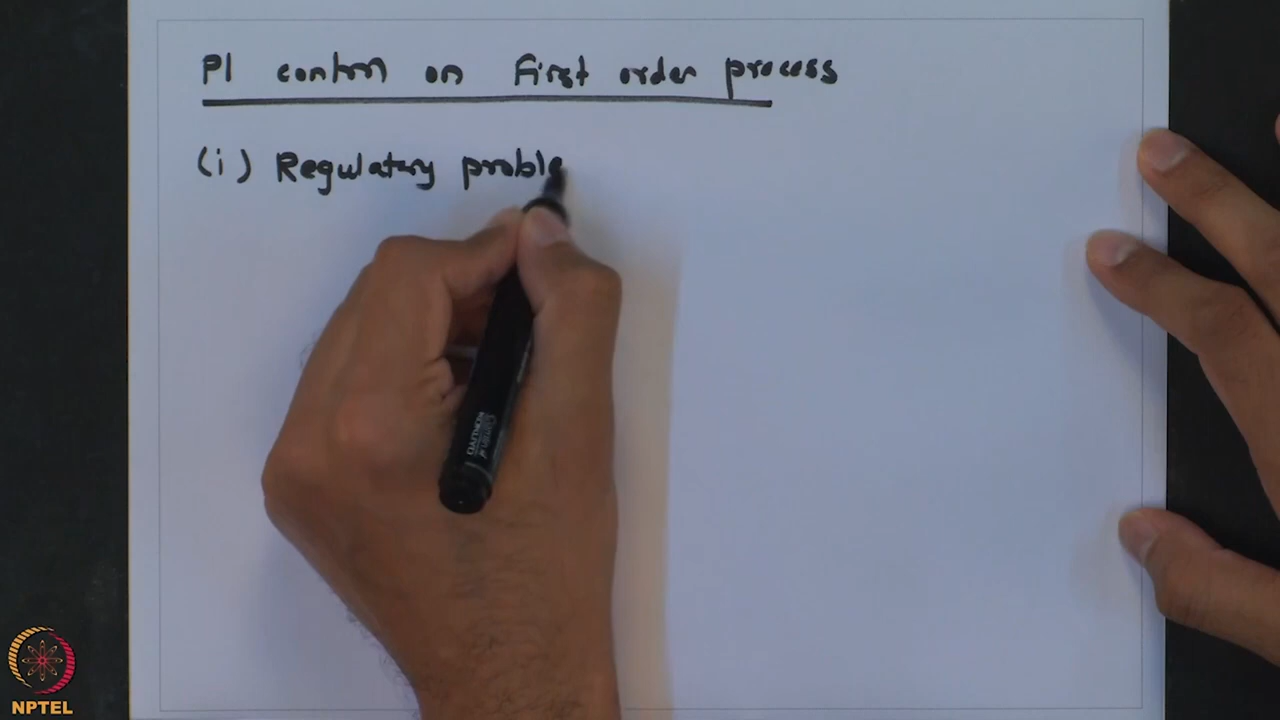 PI control on First order process
(i) Regulatory proble
NPTEL